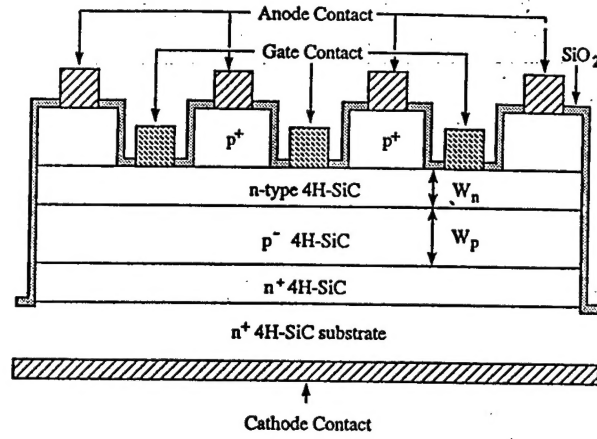 Anode Contact
Gate Contact
SiO2
p+
p+
n-type 4H-SiC
Wn
p− 4H-SiC
Wp
n+ 4H-SiC
n+ 4H-SiC substrate
Cathode Contact